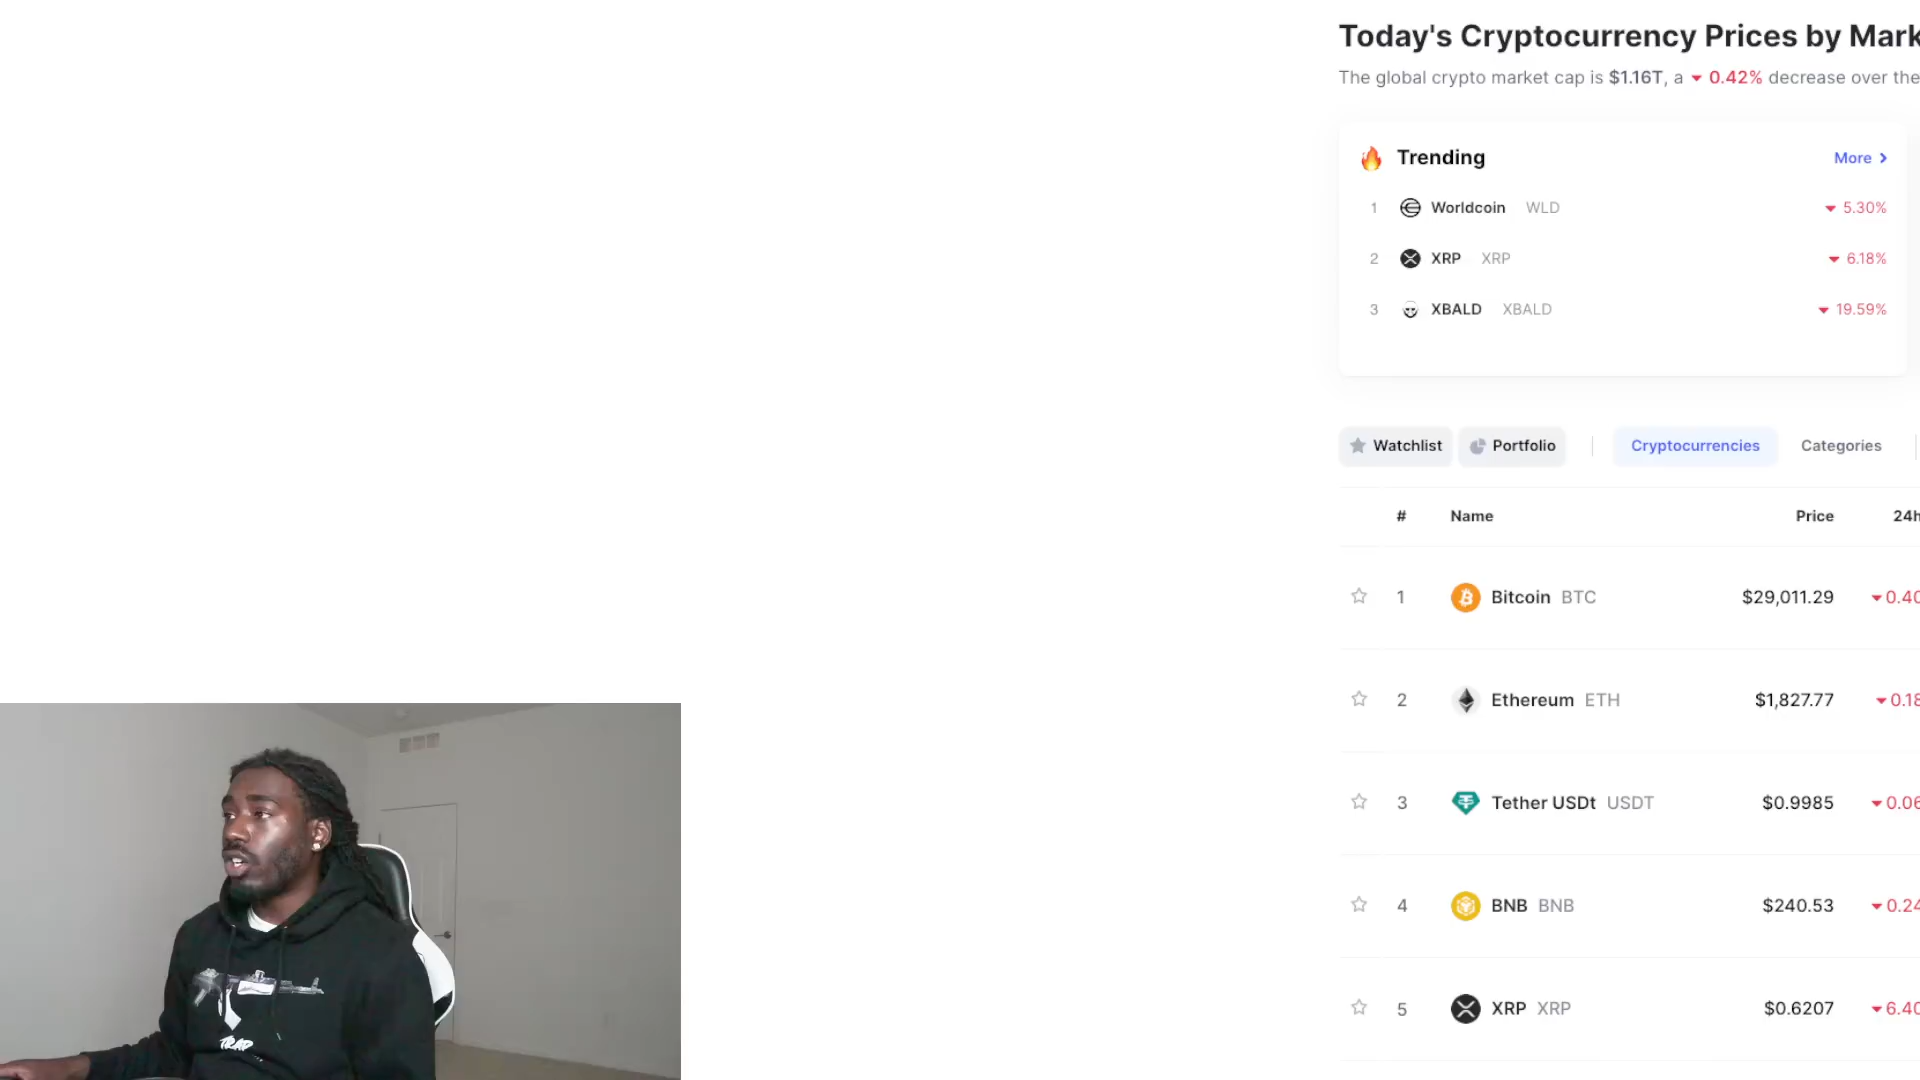 Today's Cryptocurrency Prices by Mark
The global crypto market cap is $1.16T, a 0.42% decrease over the
Trending More
1 Worldcoin WLD 5.30%
2 XRP XRP 6.18%
3 XBALD XBALD 19.59%
Watchlist Portfolio Cryptocurrencies Categories
# Name Price 24h
1 Bitcoin BTC $29,011.29 0.40
2 Ethereum ETH $1,827.77 0.18
3 Tether USDt USDT $0.9985 0.06
4 BNB BNB $240.53 0.24
5 XRP XRP $0.6207 6.40
TRAP